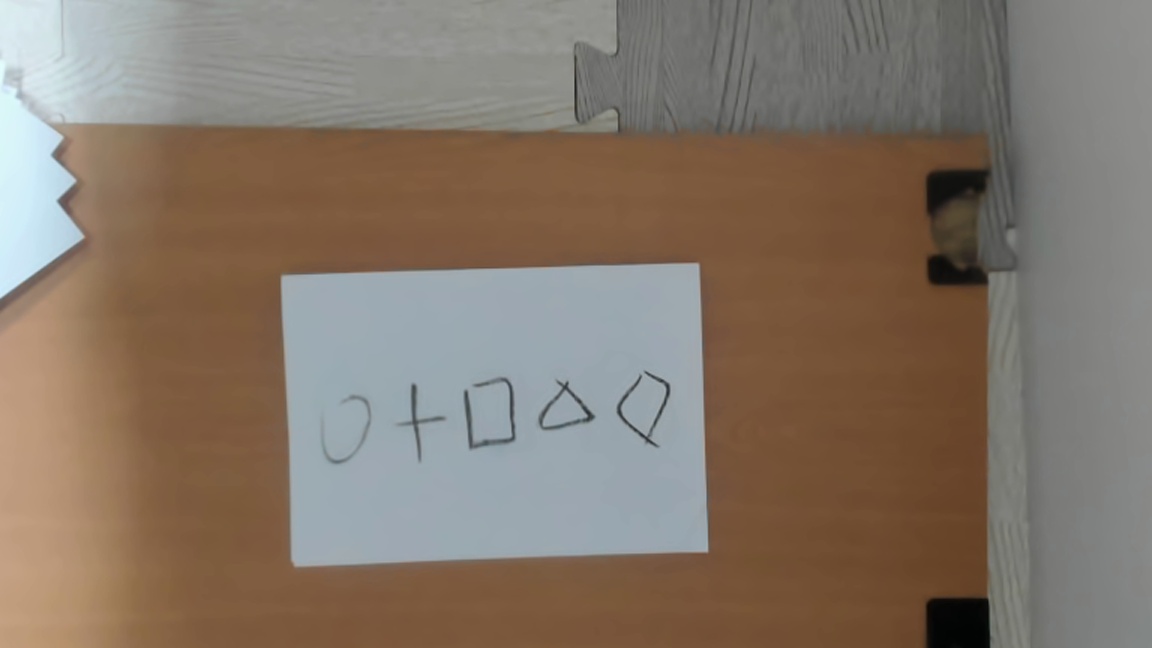 ○ + □ △ ◇